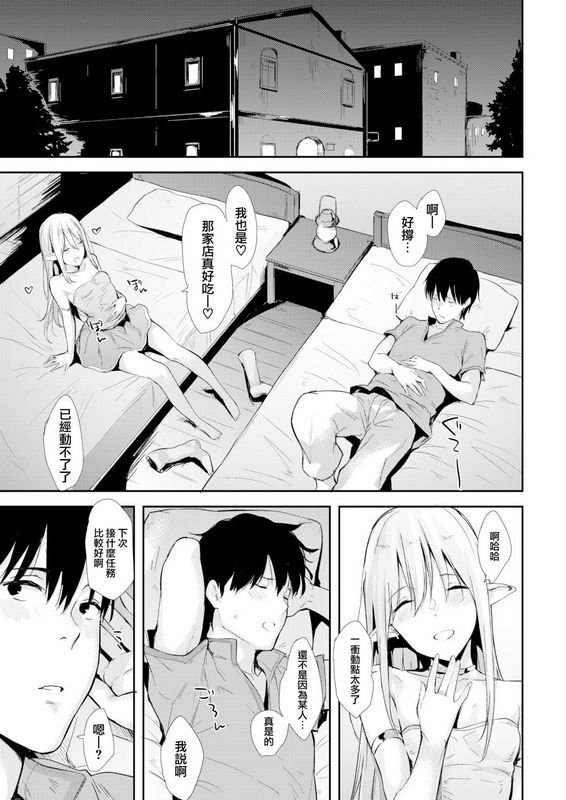 啊ー
好撐…
我也是♡
那家店真好吃ー♡
已經動不了了
啊哈哈
一衝動點太多了
還不是因為某人…
真是的
我説啊
下次
接什麼任務
比較好啊
嗯ー?